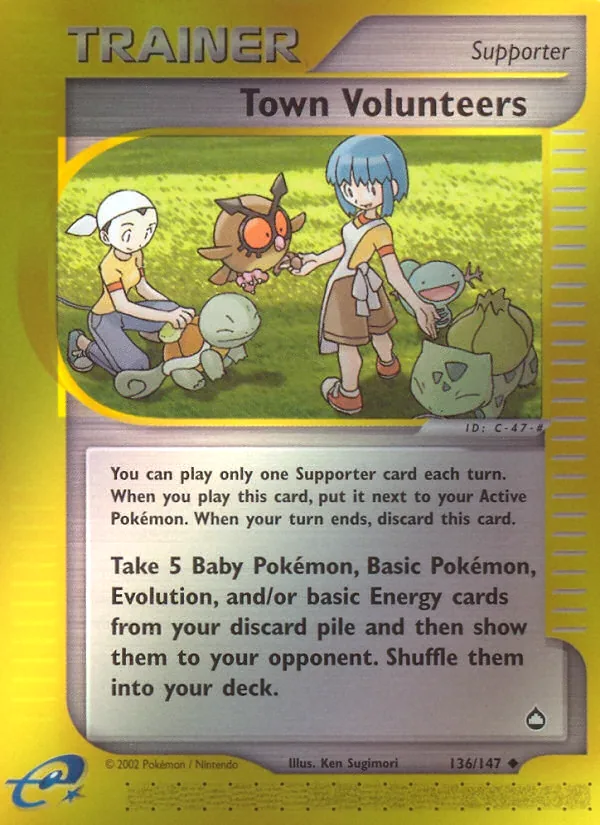 TRAINER
Supporter
Town Volunteers
ID: C-47-#
You can play only one Supporter card each turn.
When you play this card, put it next to your Active
Pokémon. When your turn ends, discard this card.
Take 5 Baby Pokémon, Basic Pokémon,
Evolution, and/or basic Energy cards
from your discard pile and then show
them to your opponent. Shuffle them
into your deck.
© 2002 Pokémon / Nintendo
Illus. Ken Sugimori
136/147
e